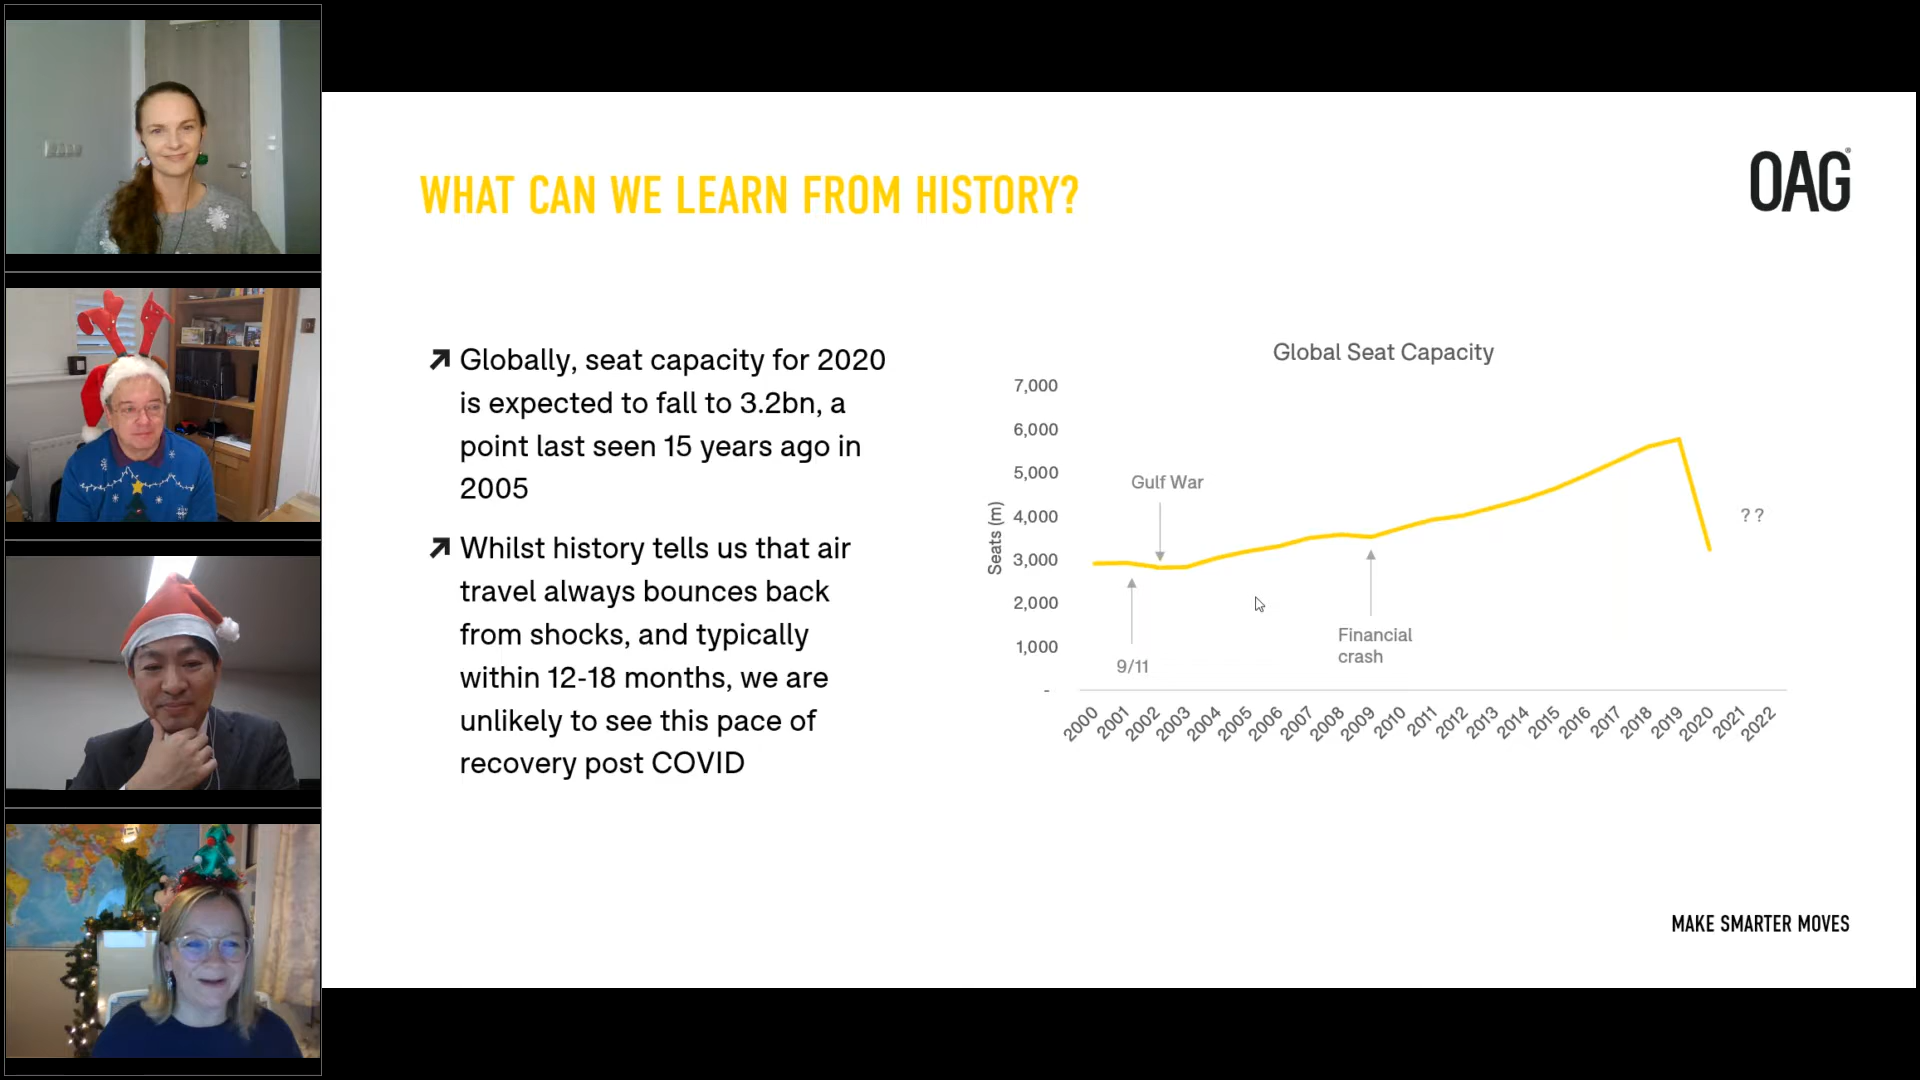 WHAT CAN WE LEARN FROM HISTORY?
OAG
Globally, seat capacity for 2020
is expected to fall to 3.2bn, a
point last seen 15 years ago in
2005
Whilst history tells us that air
travel always bounces back
from shocks, and typically
within 12-18 months, we are
unlikely to see this pace of
recovery post COVID
Global Seat Capacity
Seats (m)
7,000
6,000
5,000
4,000
3,000
2,000
1,000
-
Gulf War
9/11
Financial
crash
? ?
2000 2001 2002 2003 2004 2005 2006 2007 2008 2009 2010 2011 2012 2013 2014 2015 2016 2017 2018 2019 2020 2021 2022
MAKE SMARTER MOVES